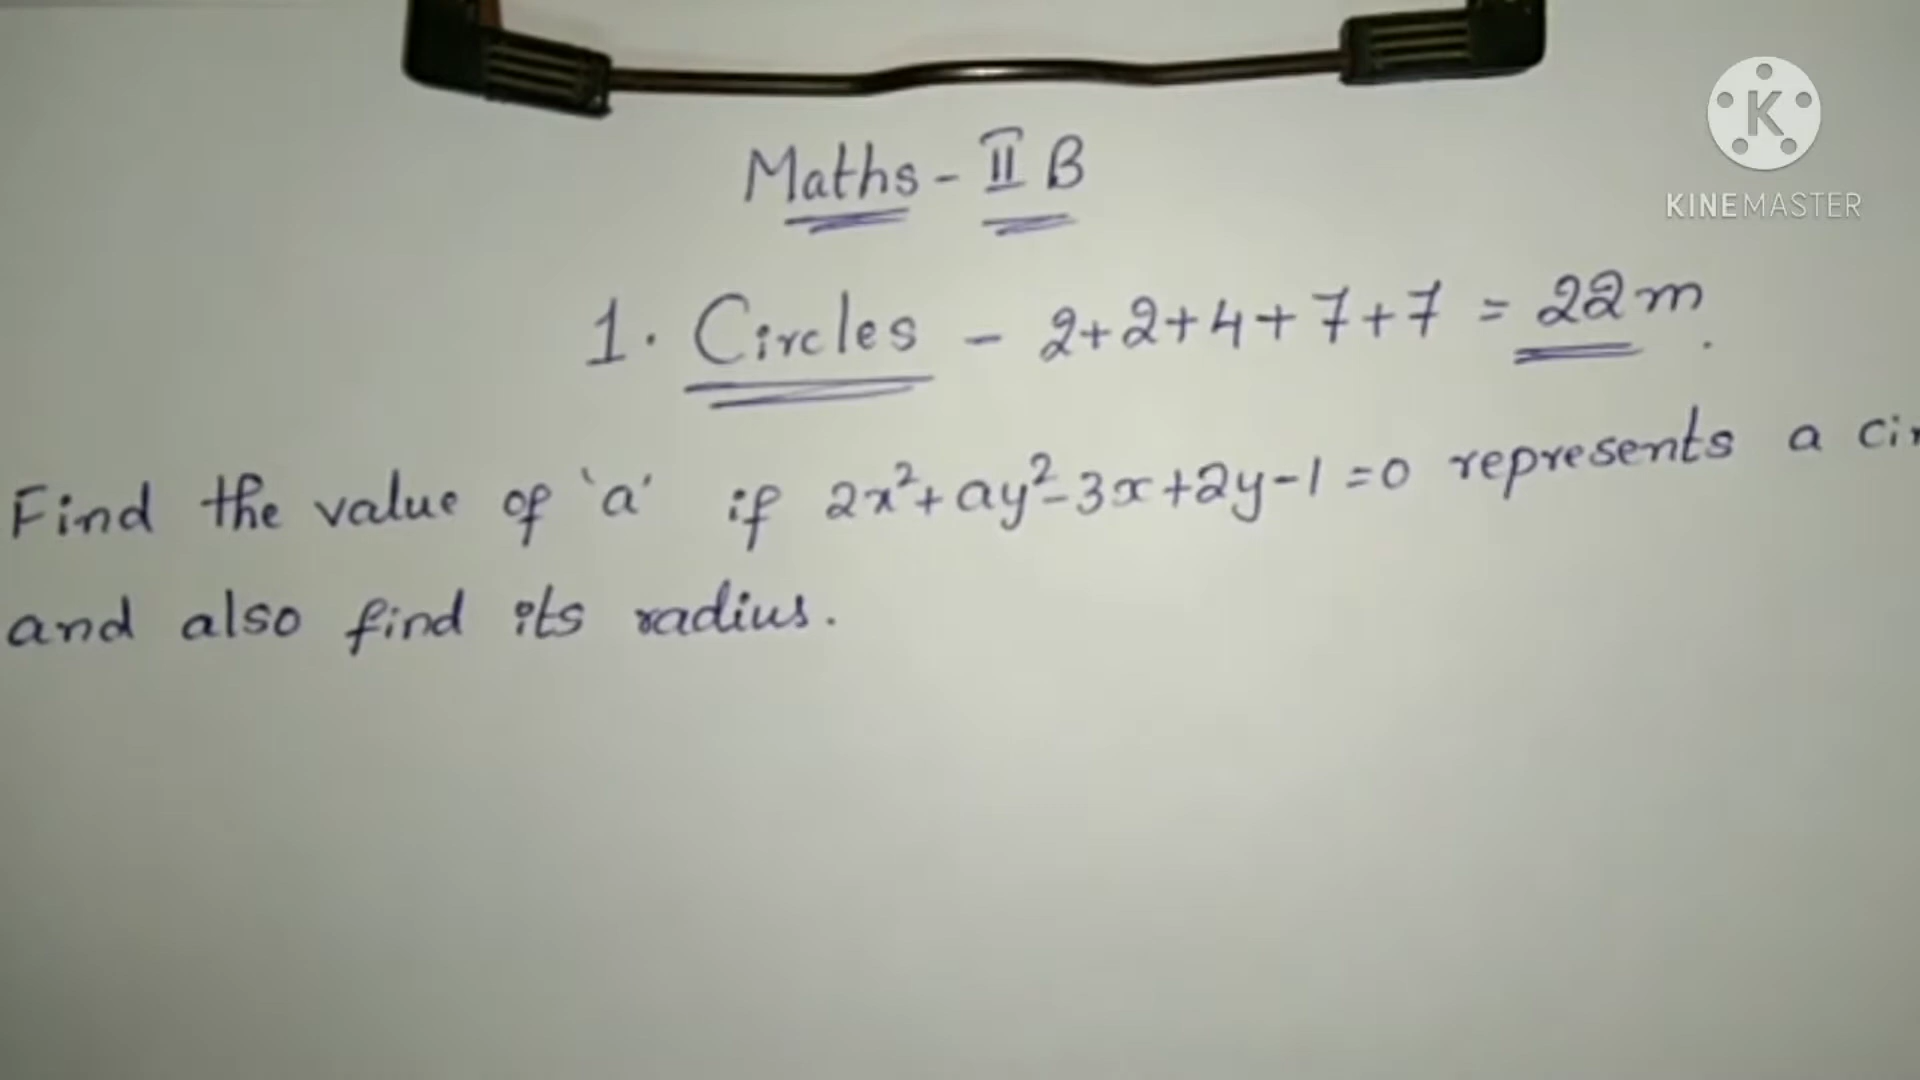 K
KINEMASTER
Maths - II B
1. Circles - 2+2+4+7+7 = 22m.
Find the value of 'a' if 2x²+ay²-3x+2y-1=0 represents a cir
and also find its radius.